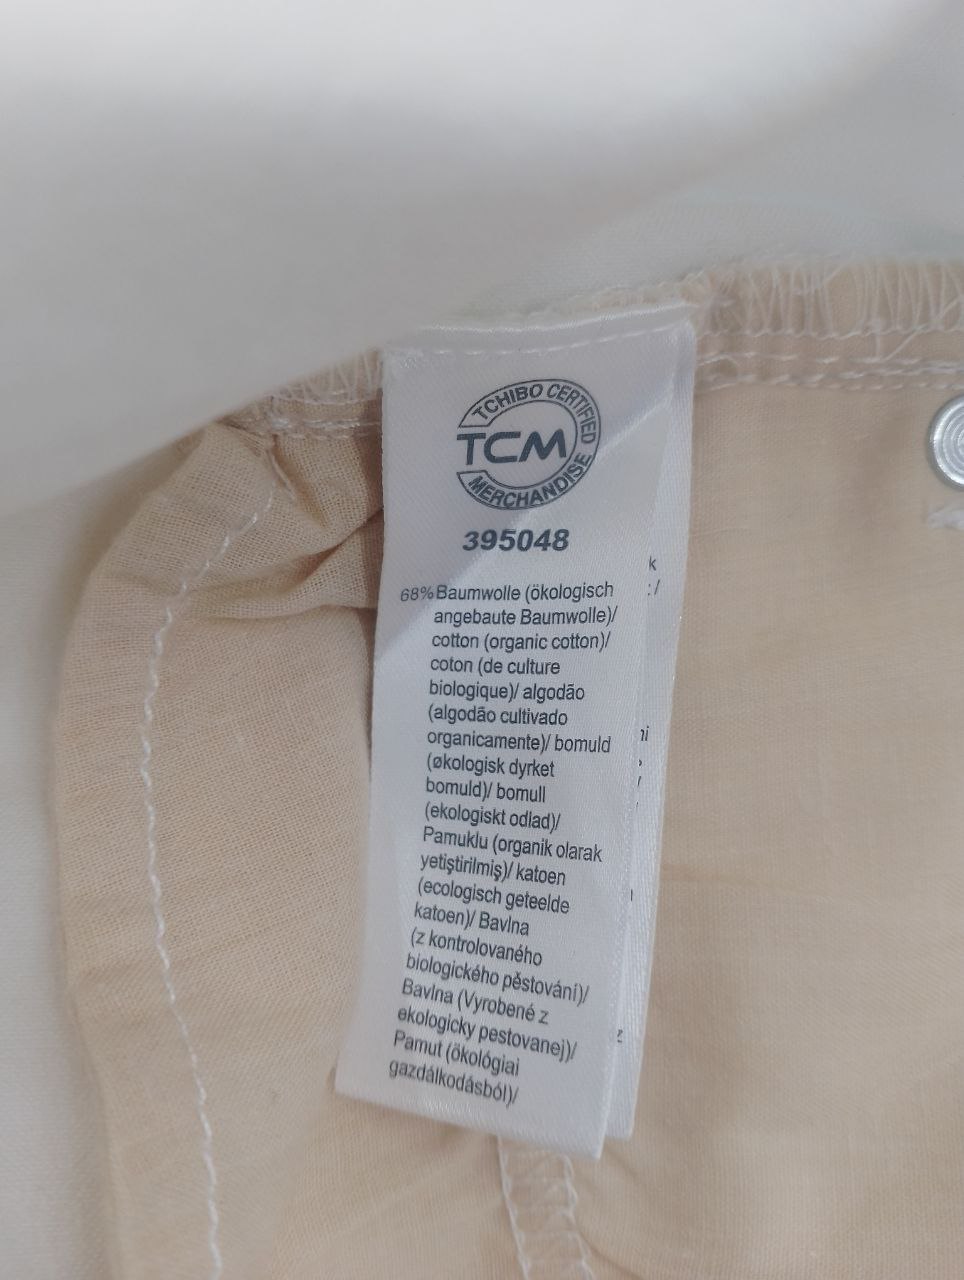 TCHIBO CERTIFIED
TCM
MERCHANDISE
395048
68% Baumwolle (ökologisch
angebaute Baumwolle)/
cotton (organic cotton)/
coton (de culture
biologique)/ algodão
(algodão cultivado
organicamente)/ bomuld
(økologisk dyrket
bomuld)/ bomull
(ekologiskt odlad)/
Pamuklu (organik olarak
yetiştirilmiş)/ katoen
(ecologisch geteelde
katoen)/ Bavlna
(z kontrolovaného
biologického pěstování)/
Bavlna (Vyrobené z
ekologicky pestovanej)/
Pamut (ökológiai
gazdálkodásból)/